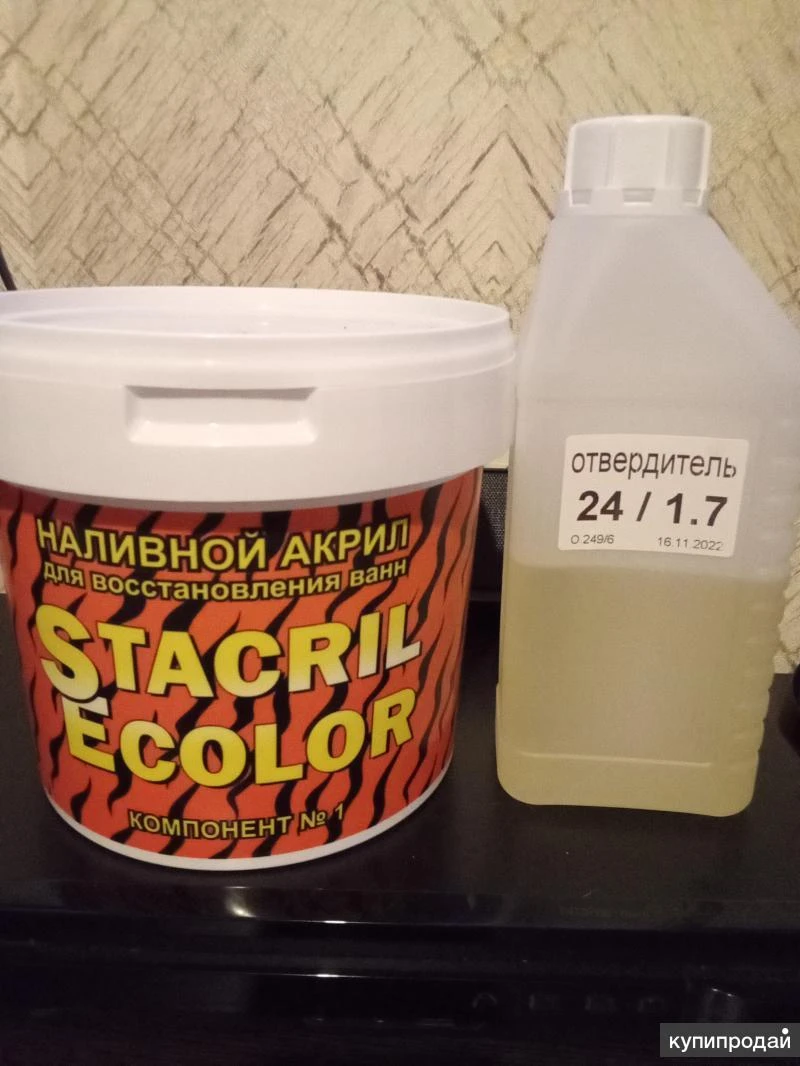 НАЛИВНОЙ АКРИЛ
ДЛЯ ВОССТАНОВЛЕНИЯ ВАНН
STACRIL
ECOLOR
КОМПОНЕНТ № 1
отвердитель
24 / 1.7
О 249/6 16.11.2022
купипродай